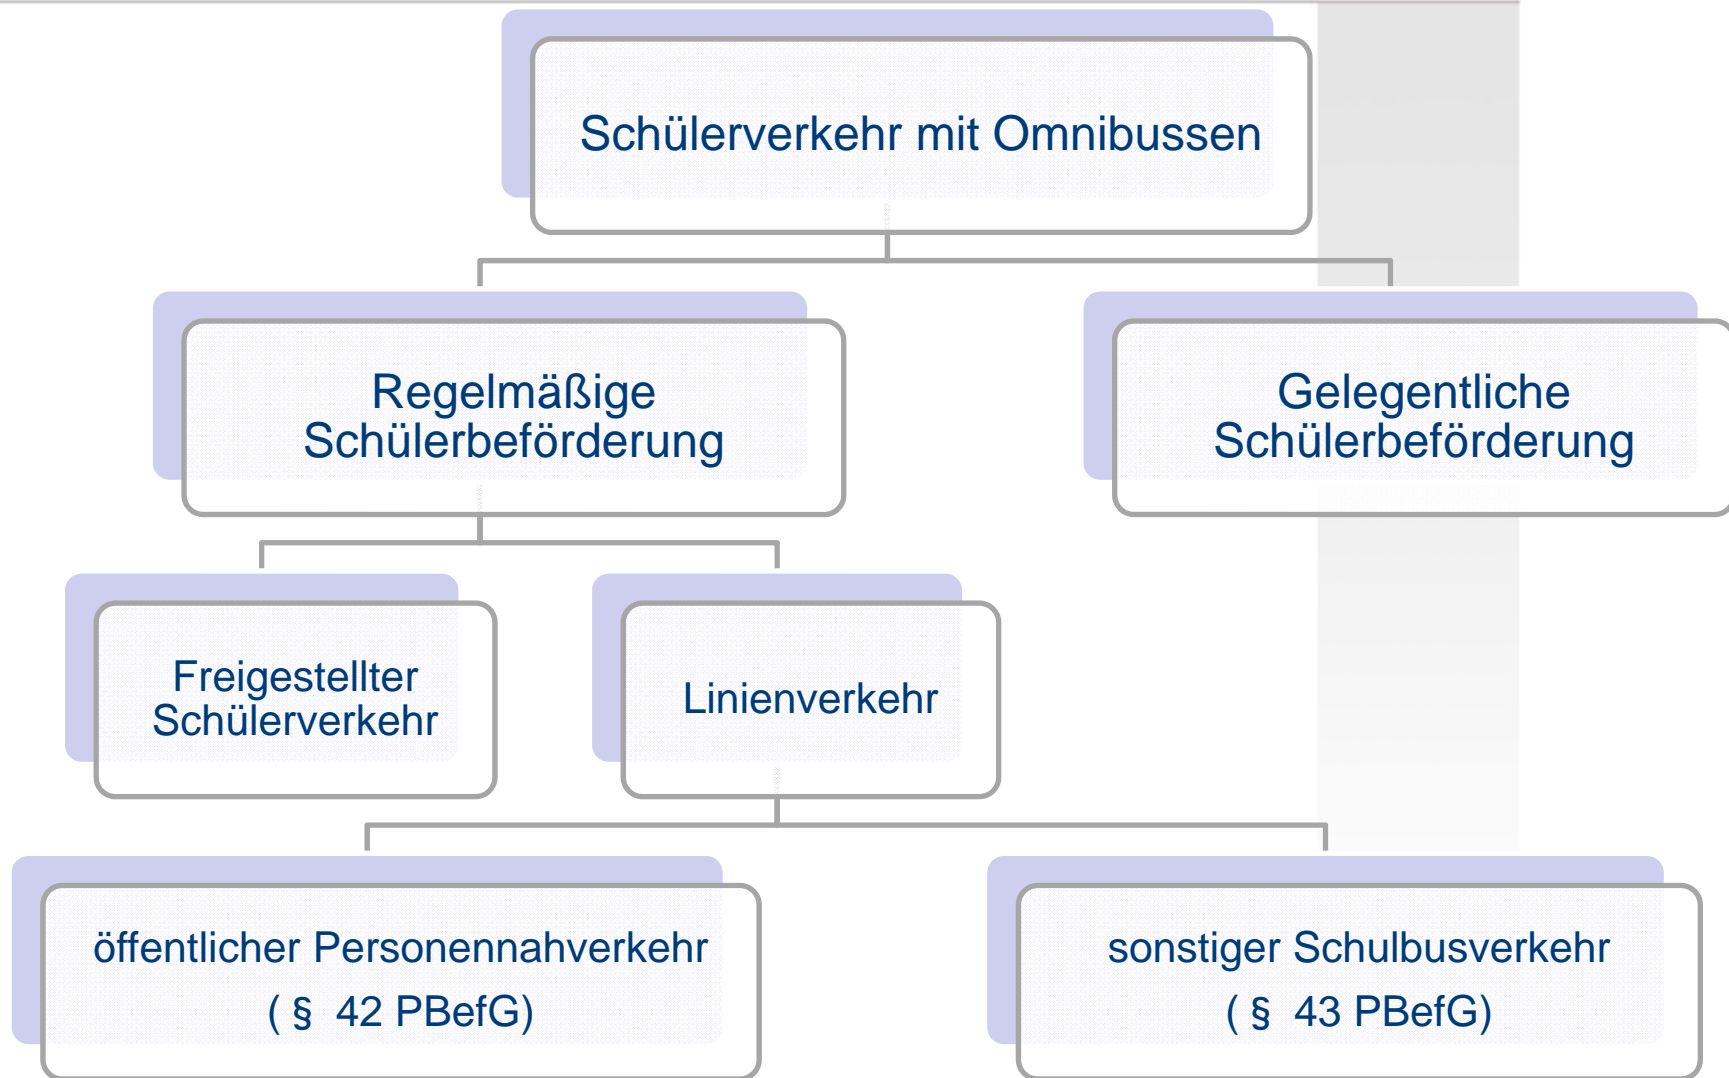 Schülerverkehr mit Omnibussen
Regelmäßige
Schülerbeförderung
Gelegentliche
Schülerbeförderung
Freigestellter
Schülerverkehr
Linienverkehr
öffentlicher Personennahverkehr
( § 42 PBefG)
sonstiger Schulbusverkehr
( § 43 PBefG)